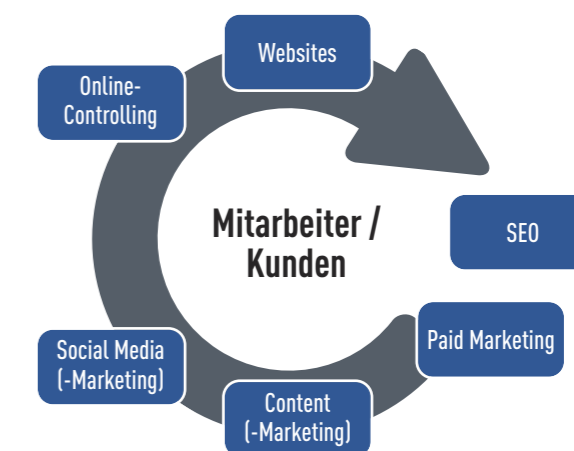 Websites
Online-
Controlling
Mitarbeiter /
Kunden
SEO
Paid Marketing
Social Media
(-Marketing)
Content
(-Marketing)